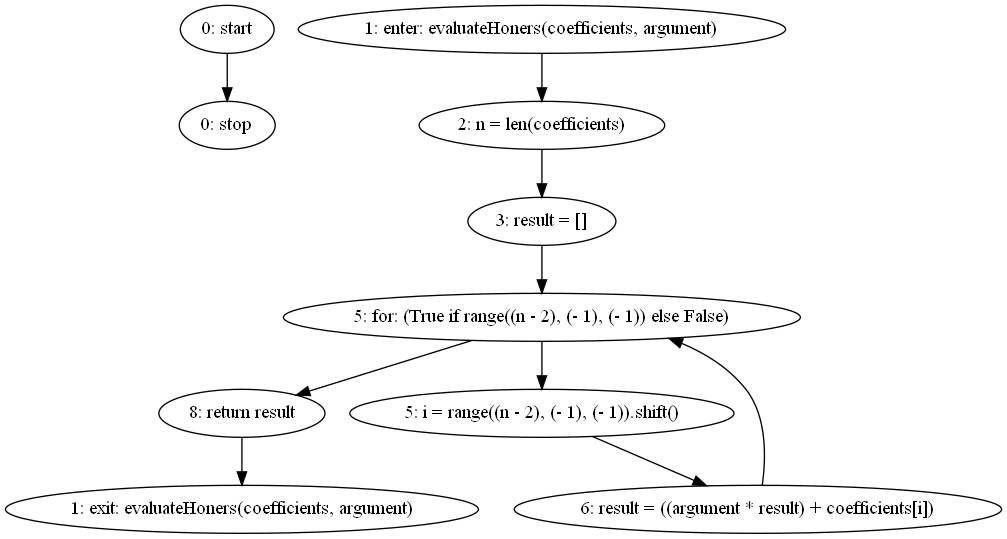 0: start
1: enter: evaluateHoners(coefficients, argument)
0: stop
2: n = len(coefficients)
3: result = []
5: for: (True if range((n - 2), (- 1), (- 1)) else False)
8: return result
5: i = range((n - 2), (- 1), (- 1)).shift()
1: exit: evaluateHoners(coefficients, argument)
6: result = ((argument * result) + coefficients[i])